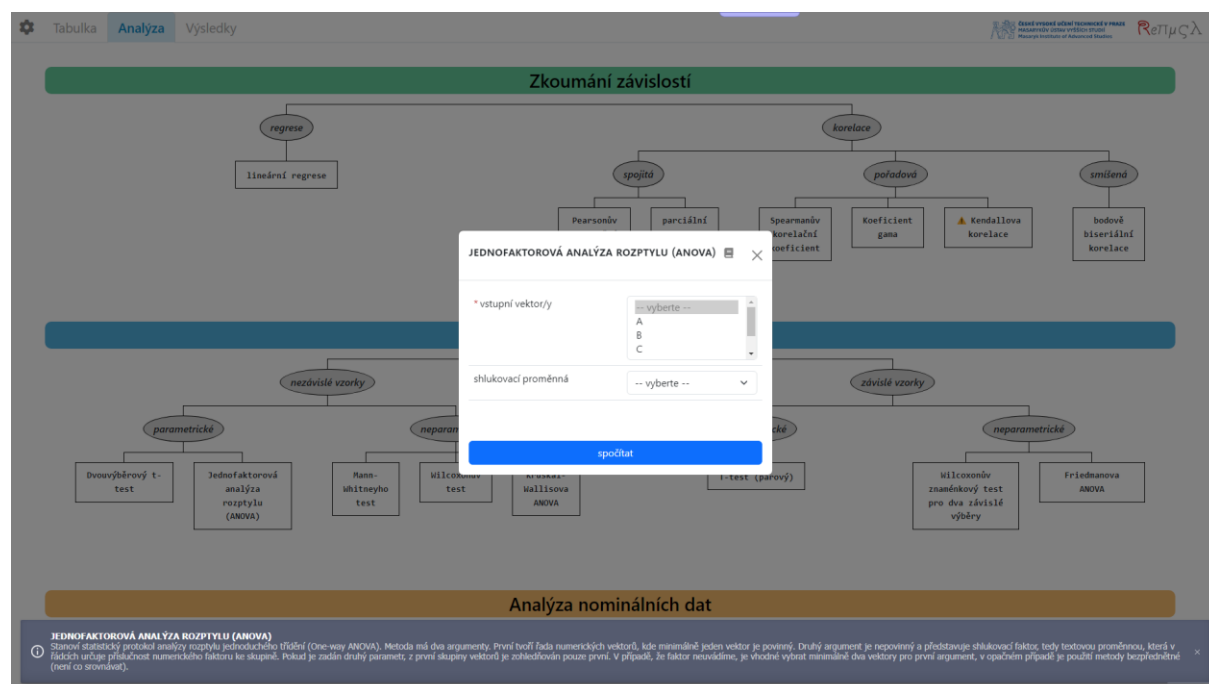 Tabulka Analýza Výsledky
ČESKÉ VYSOKÉ UČENÍ TECHNICKÉ V PRAZE
MASARYKŮV ÚSTAV VYŠŠÍCH STUDIÍ
Masaryk Institute of Advanced Studies
Zkoumání závislostí
regrese
korelace
lineární regrese
spojitá
pořadová
smíšená
Pearsonův
parciální
Spearmanův
korelační
koeficient
Koeficient
gama
Kendallova
korelace
bodově
biseriální
korelace
JEDNOFAKTOROVÁ ANALÝZA ROZPTYLU (ANOVA)
* vstupní vektor/y
-- vyberte --
A
B
C
shlukovací proměnná
-- vyberte --
spočítat
nezávislé vzorky
závislé vzorky
parametrické
neparametrické
Dvouvýběrový t-
test
Jednofaktorová
analýza
rozptylu
(ANOVA)
Mann-
Whitneyho
test
test
Wallisova
ANOVA
T-test (párový)
Wilcoxonův
znaménkový test
pro dva závislé
výběry
Friedmanova
ANOVA
Analýza nominálních dat
JEDNOFAKTOROVÁ ANALÝZA ROZPTYLU (ANOVA)
Stanoví statistický protokol analýzy rozptylu jednoduchého třídění (One-way ANOVA). Metoda má dva argumenty. První tvoří řada numerických vektorů, kde minimálně jeden vektor je povinný. Druhý argument je nepovinný a představuje shlukovací faktor, tedy textovou proměnnou, která v
řádcích určuje příslušnost numerického faktoru ke skupině. Pokud je zadán druhý parametr, z první skupiny vektorů je zohledňován pouze první. V případě, že faktor neuvádíme, je vhodné vybrat minimálně dva vektory pro první argument, v opačném případě je použití metody bezpředmětné
(není co srovnávat).